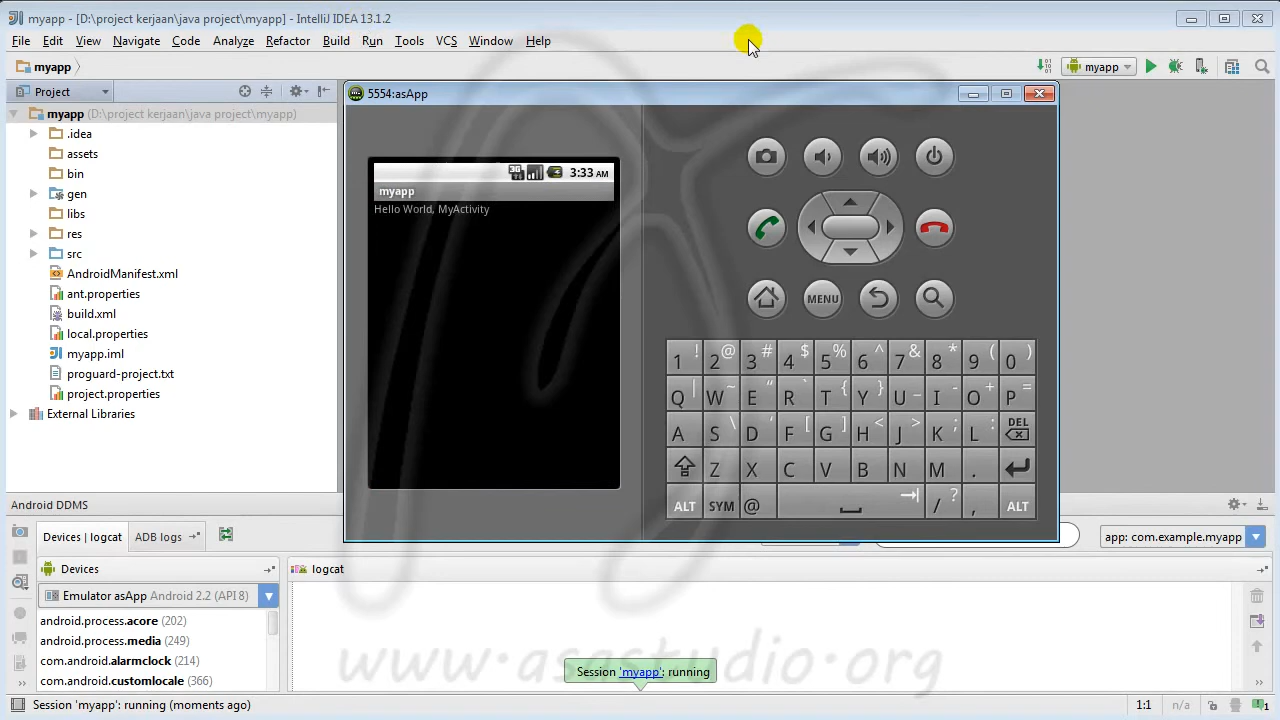 myapp - [D:\project kerjaan\java project\myapp] - IntelliJ IDEA 13.1.2
File Edit View Navigate Code Analyze Refactor Build Run Tools VCS Window Help
myapp
myapp
Project
myapp (D:\project kerjaan\java project\myapp)
.idea
assets
bin
gen
libs
res
src
AndroidManifest.xml
ant.properties
build.xml
local.properties
myapp.iml
proguard-project.txt
project.properties
External Libraries
5554:asApp
3G
3:33 AM
myapp
Hello World, MyActivity
MENU
1 ! 2 @ 3 # 4 $ 5 % 6 ^ 7 & 8 * 9 ( 0 )
Q | W ~ E " R ` T { Y } U _ I - O + P =
A S \ D ' F [ G ] H < J > K ; L : DEL
Z X C V B N M .
ALT SYM @ / ? , ALT
Android DDMS
Devices | logcat
ADB logs
app: com.example.myapp
Devices
logcat
Emulator asApp Android 2.2 (API 8)
android.process.acore (202)
android.process.media (249)
com.android.alarmclock (214)
com.android.customlocale (366)
www.asastudio.org
Session 'myapp': running
Session 'myapp': running (moments ago)
1:1
n/a
1